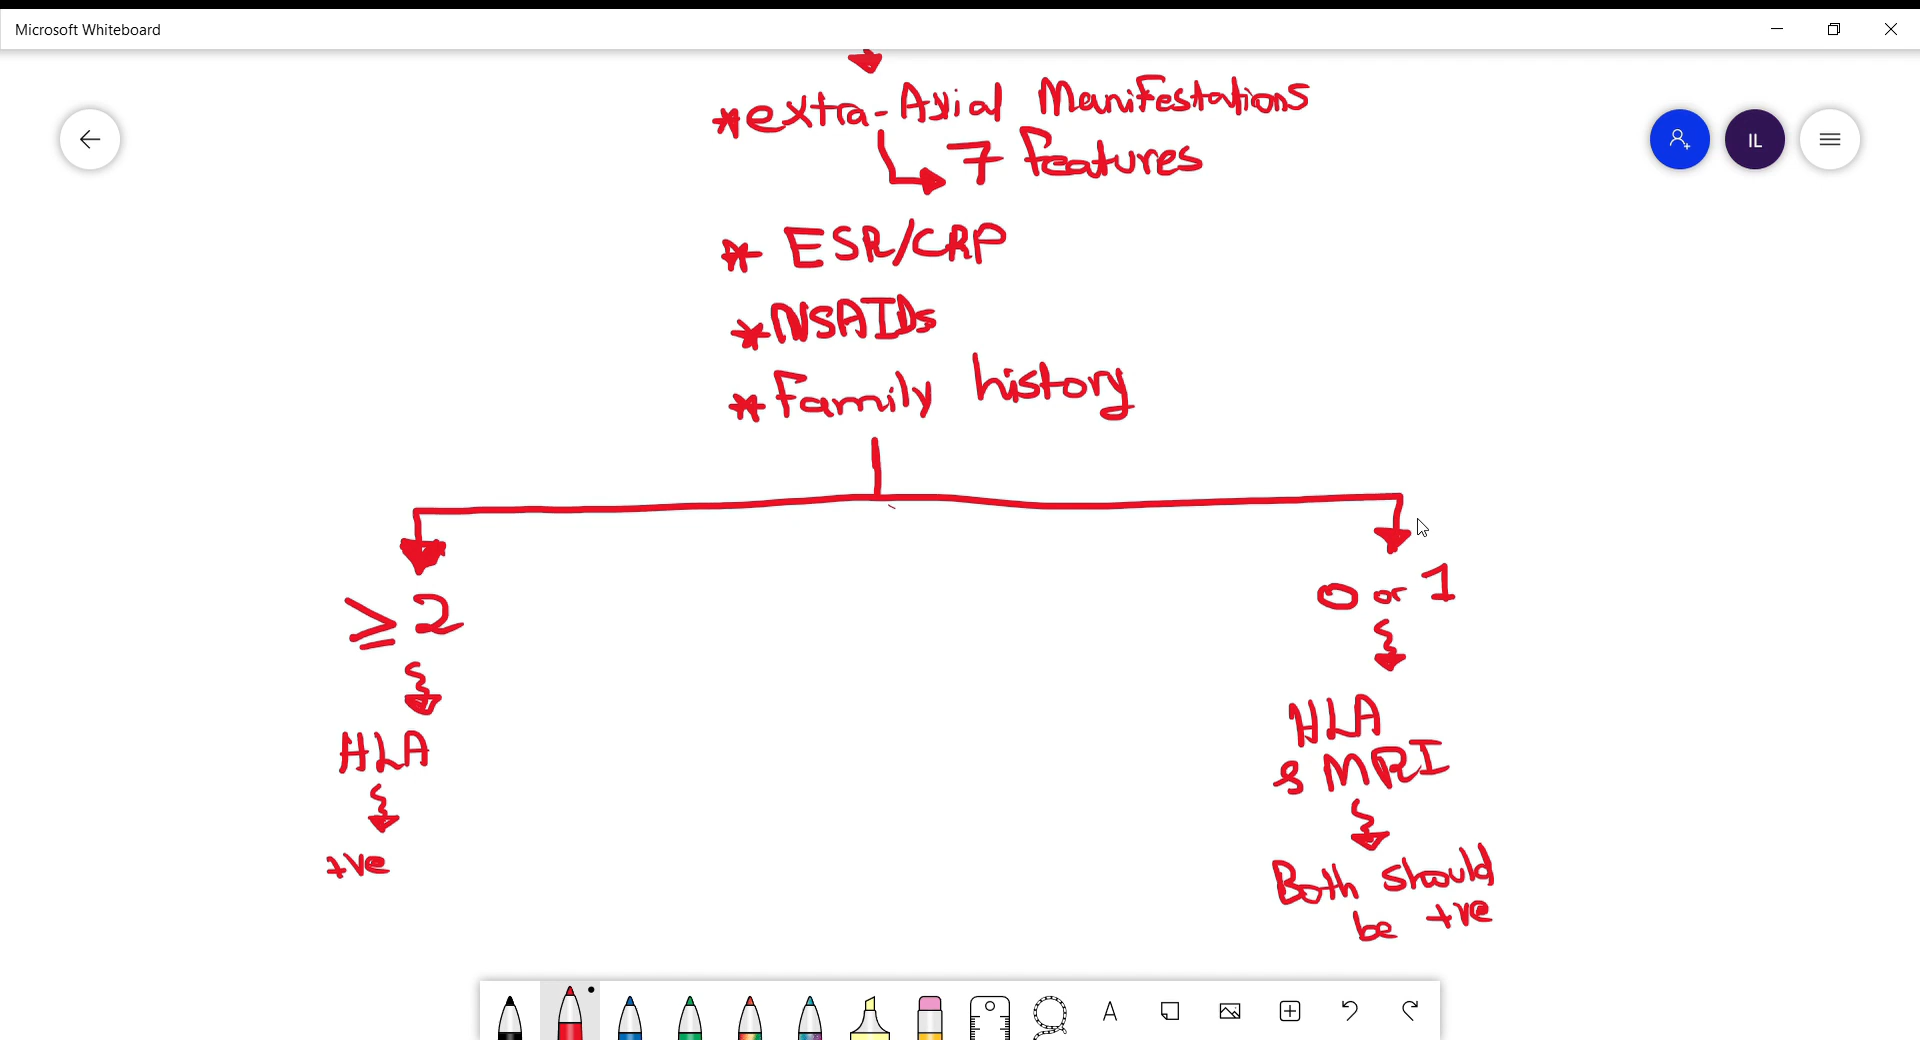 Microsoft Whiteboard
*extra-Axial Manifestations
7 features
IL
* ESR/CRP
*NSAIDs
*Family history
≥2
0 or 1
HLA
HLA
& MRI
+ve
Both should
be +ve
A